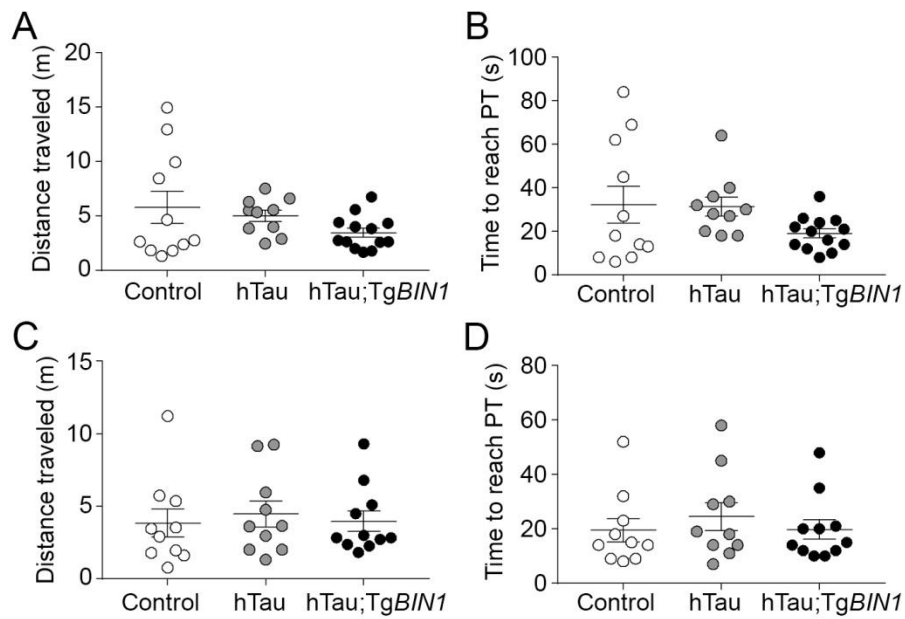 A
Distance traveled (m)
20
15
10
5
0
Control hTau hTau;TgBIN1
B
Time to reach PT (s)
100
80
60
40
20
0
Control hTau hTau;TgBIN1
C
Distance traveled (m)
15
10
5
0
Control hTau hTau;TgBIN1
D
Time to reach PT (s)
80
60
40
20
0
Control hTau hTau;TgBIN1